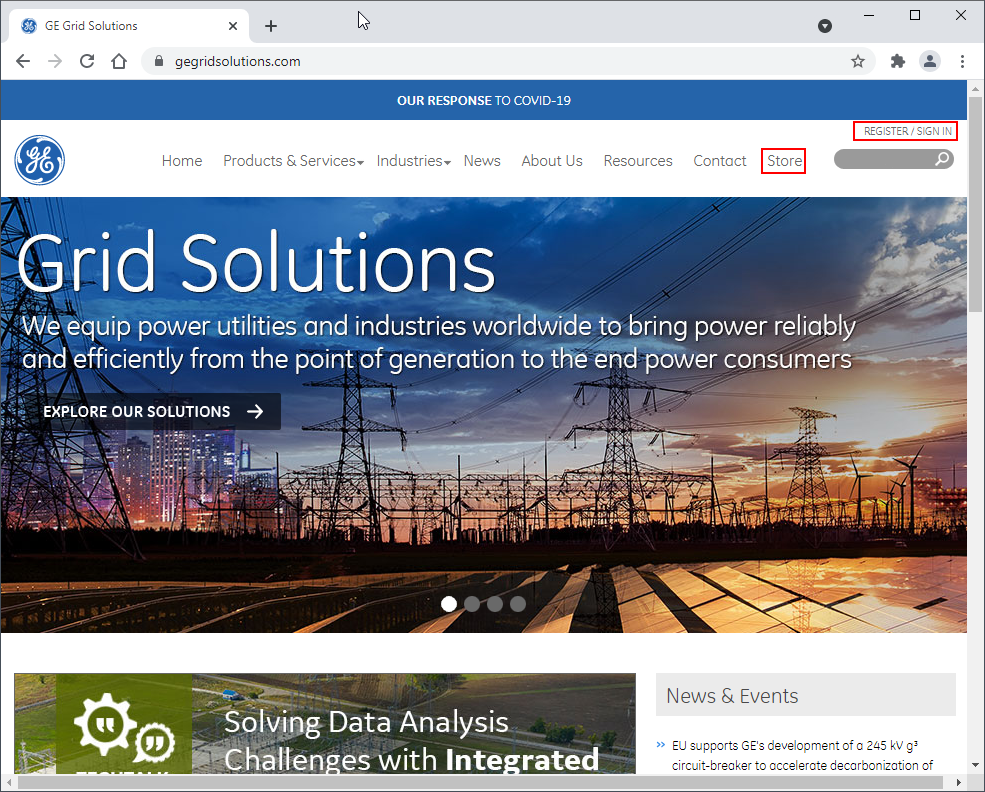 GE Grid Solutions
gegridsolutions.com
OUR RESPONSE TO COVID-19
REGISTER / SIGN IN
GE
Home Products & Services Industries News About Us Resources Contact Store
Grid Solutions
We equip power utilities and industries worldwide to bring power reliably
and efficiently from the point of generation to the end power consumers
EXPLORE OUR SOLUTIONS
Solving Data Analysis
Challenges with Integrated
TECHTALK
News & Events
EU supports GE's development of a 245 kV g³
circuit-breaker to accelerate decarbonization of